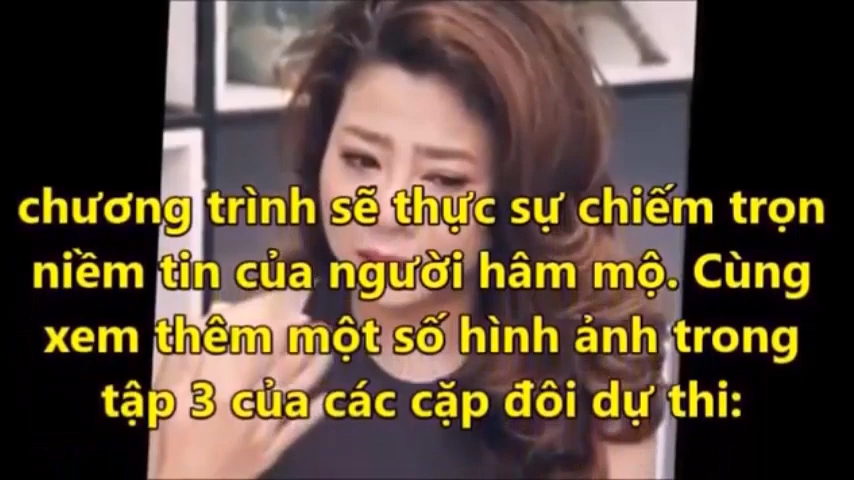 chương trình sẽ thực sự chiếm trọn
niềm tin của người hâm mộ. Cùng
xem thêm một số hình ảnh trong
tập 3 của các cặp đôi dự thi: